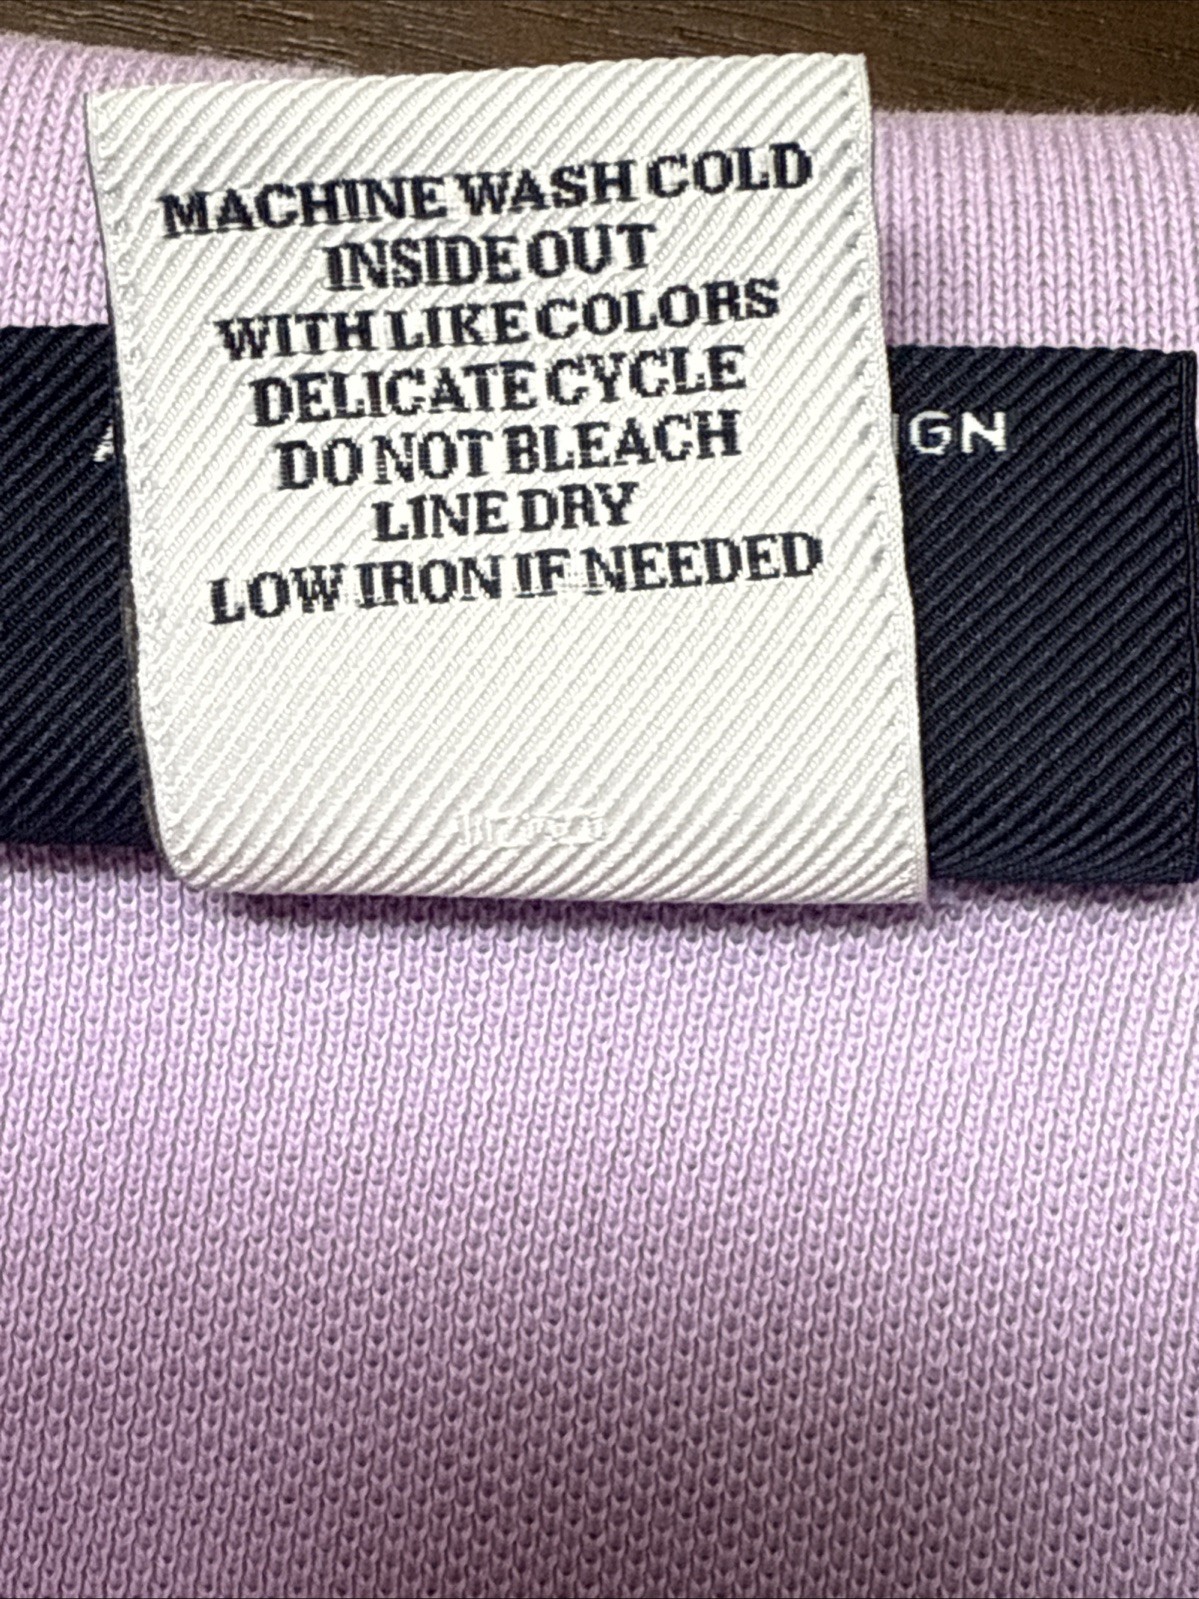 MACHINE WASH COLD
INSIDE OUT
WITH LIKE COLORS
DELICATE CYCLE
DO NOT BLEACH
LINE DRY
LOW IRON IF NEEDED